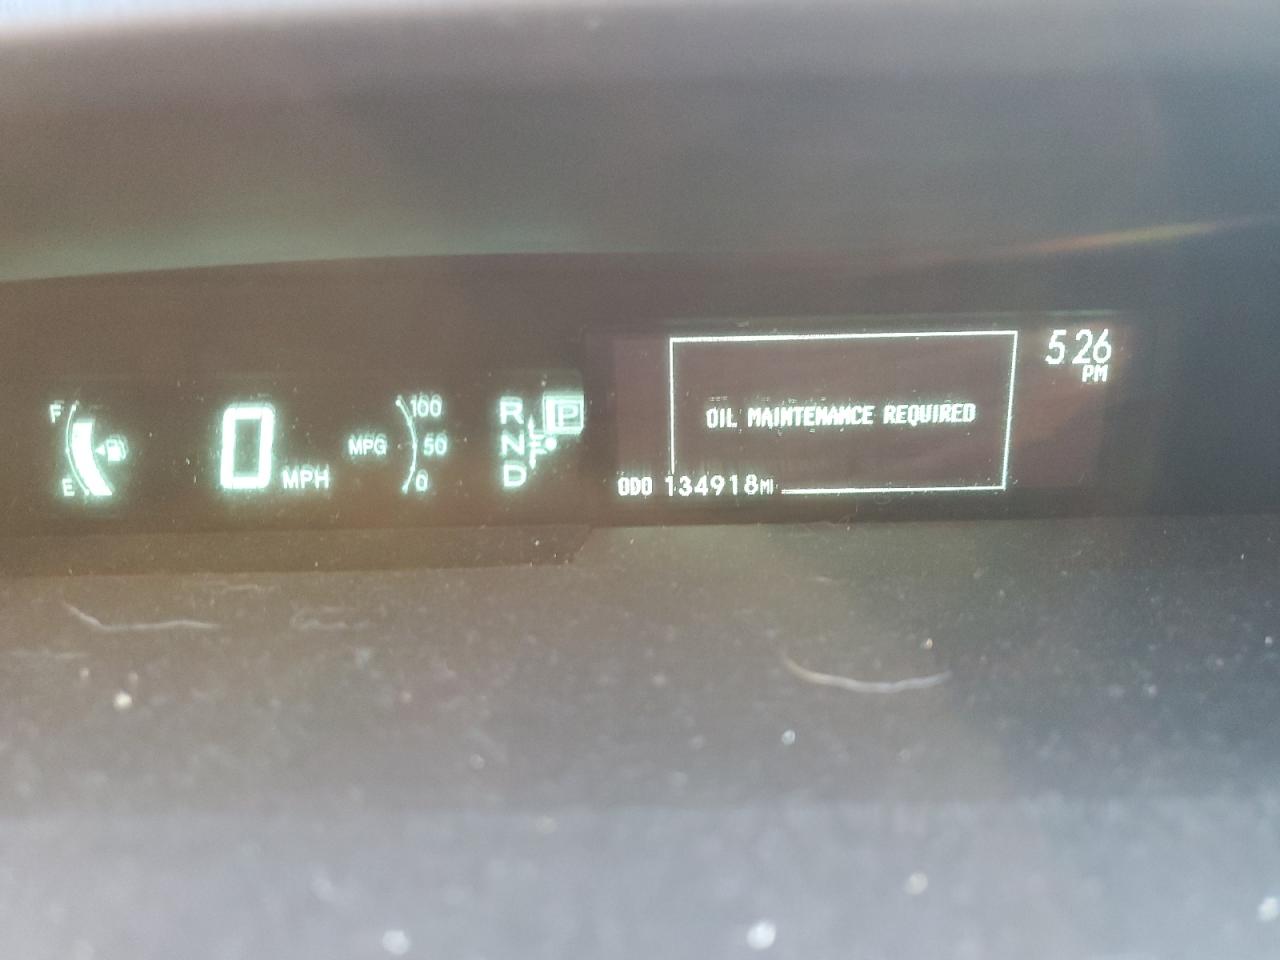 F
E
0 MPH
MPG
100
50
0
R
N
D
P
OIL MAINTENANCE REQUIRED
ODO 134918MI
5:26
PM